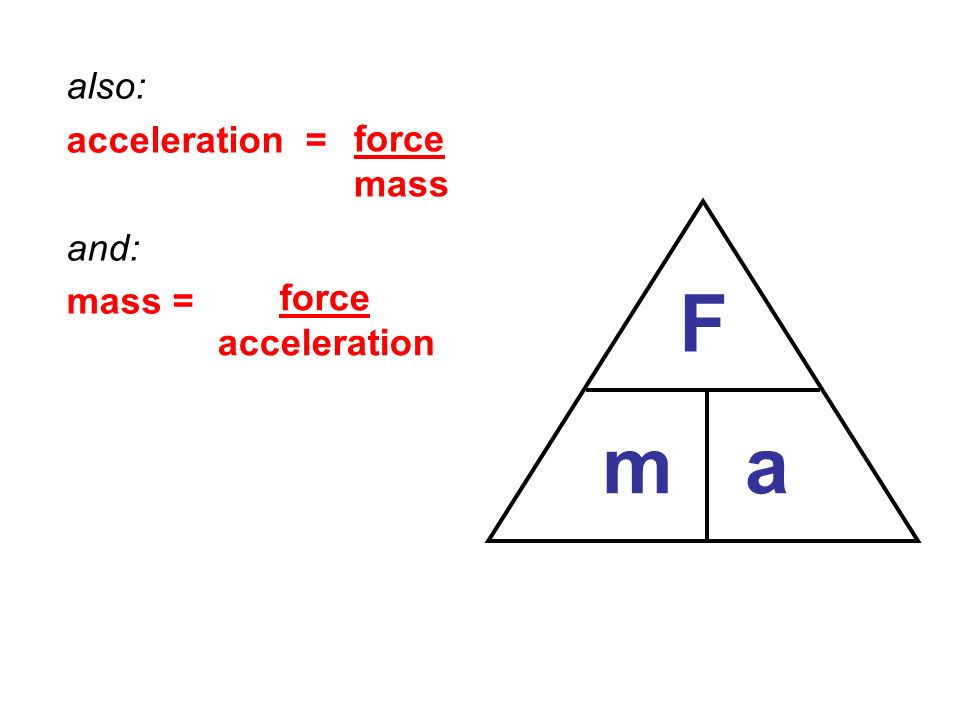 also:
acceleration = force
mass
and:
mass = force
acceleration
F
m a